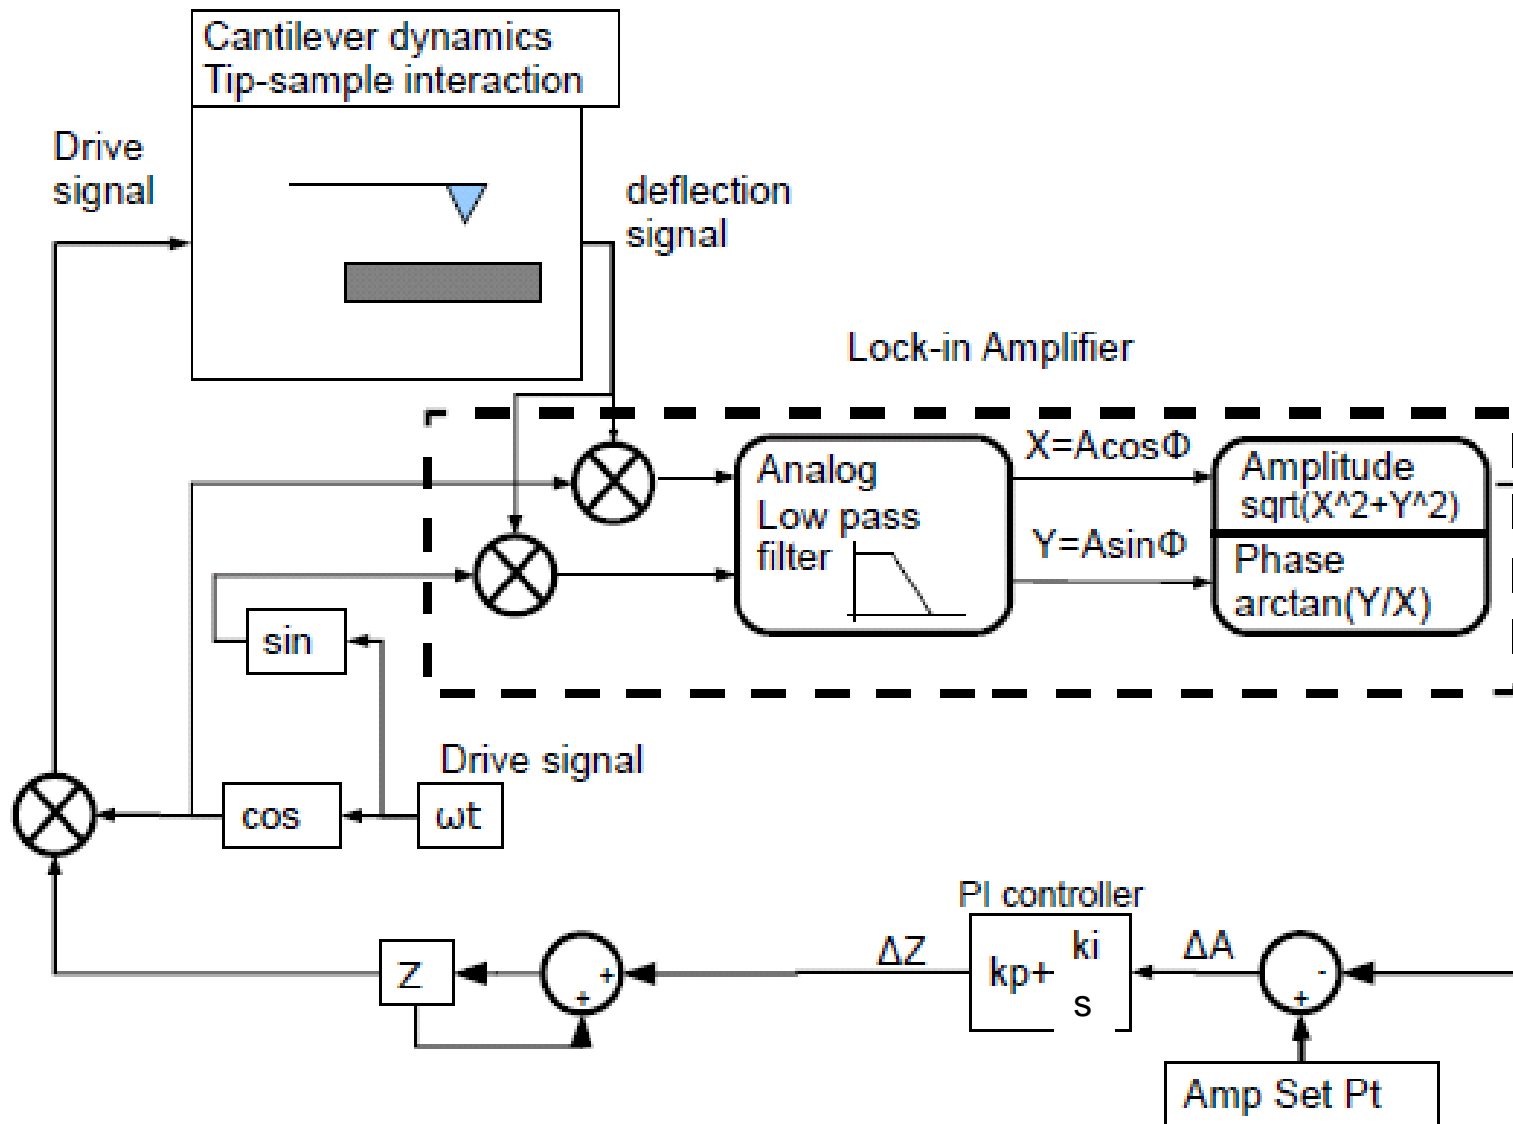 Cantilever dynamics
Tip-sample interaction
Drive
signal
deflection
signal
Lock-in Amplifier
X=AcosΦ
Analog
Low pass
filter
Amplitude
sqrt(X^2+Y^2)
Y=AsinΦ
Phase
arctan(Y/X)
sin
Drive signal
cos
ωt
PI controller
ΔZ
kp+
ki
s
ΔA
Z
+
+
-
+
Amp Set Pt